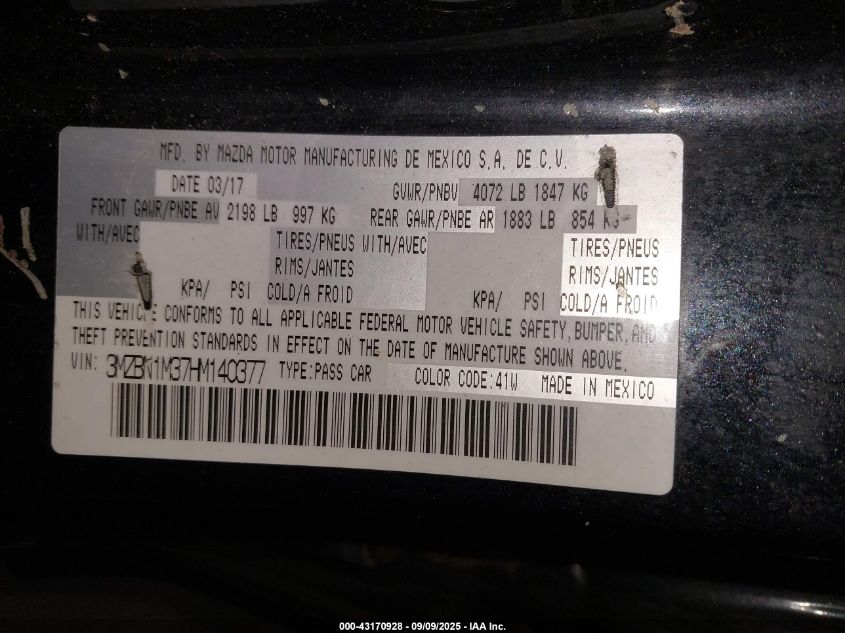 MFD. BY MAZDA MOTOR MANUFACTURING DE MEXICO S.A. DE C.V.
DATE 03/17 GVWR/PNBV 4072 LB 1847 KG
FRONT GAWR/PNBE AV 2198 LB 997 KG REAR GAWR/PNBE AR 1883 LB 854 KG
WITH/AVEC TIRES/PNEUS WITH/AVEC TIRES/PNEUS
RIMS/JANTES RIMS/JANTES
KPA/ PSI COLD/A FROID KPA/ PSI COLD/A FROID
THIS VEHICLE CONFORMS TO ALL APPLICABLE FEDERAL MOTOR VEHICLE SAFETY, BUMPER, AND
THEFT PREVENTION STANDARDS IN EFFECT ON THE DATE OF MANUFACTURE SHOWN ABOVE.
VIN: 3MZBN1M37HM140377 TYPE:PASS CAR COLOR CODE:41W MADE IN MEXICO
000-43170928 - 09/09/2025 - IAA Inc.